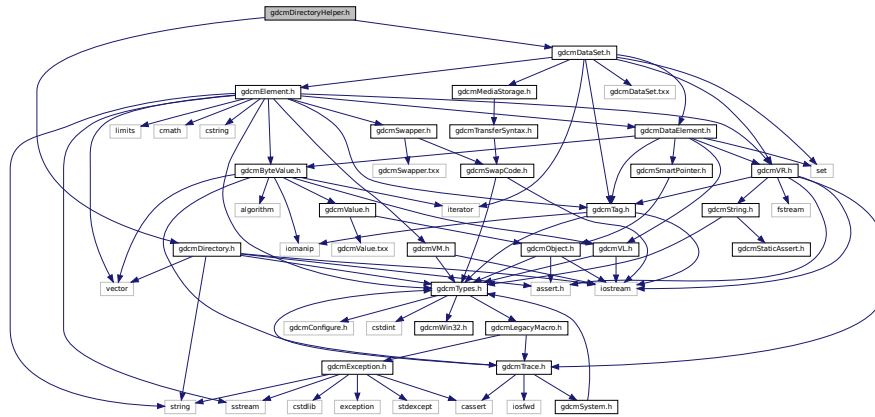 gdcmDirectoryHelper.h
gdcmDataSet.h
gdcmElement.h
gdcmMediaStorage.h
gdcmDataSet.txx
limits
cmath
cstring
gdcmSwapper.h
gdcmTransferSyntax.h
gdcmDataElement.h
gdcmByteValue.h
gdcmSwapper.txx
gdcmSwapCode.h
gdcmSmartPointer.h
gdcmVR.h
set
algorithm
gdcmValue.h
iterator
gdcmTag.h
gdcmString.h
fstream
gdcmDirectory.h
iomanip
gdcmValue.txx
gdcmVM.h
gdcmObject.h
gdcmVL.h
gdcmStaticAssert.h
vector
gdcmTypes.h
assert.h
iostream
gdcmConfigure.h
cstdint
gdcmWin32.h
gdcmLegacyMacro.h
gdcmException.h
gdcmTrace.h
string
sstream
cstdlib
exception
stdexcept
cassert
iosfwd
gdcmSystem.h